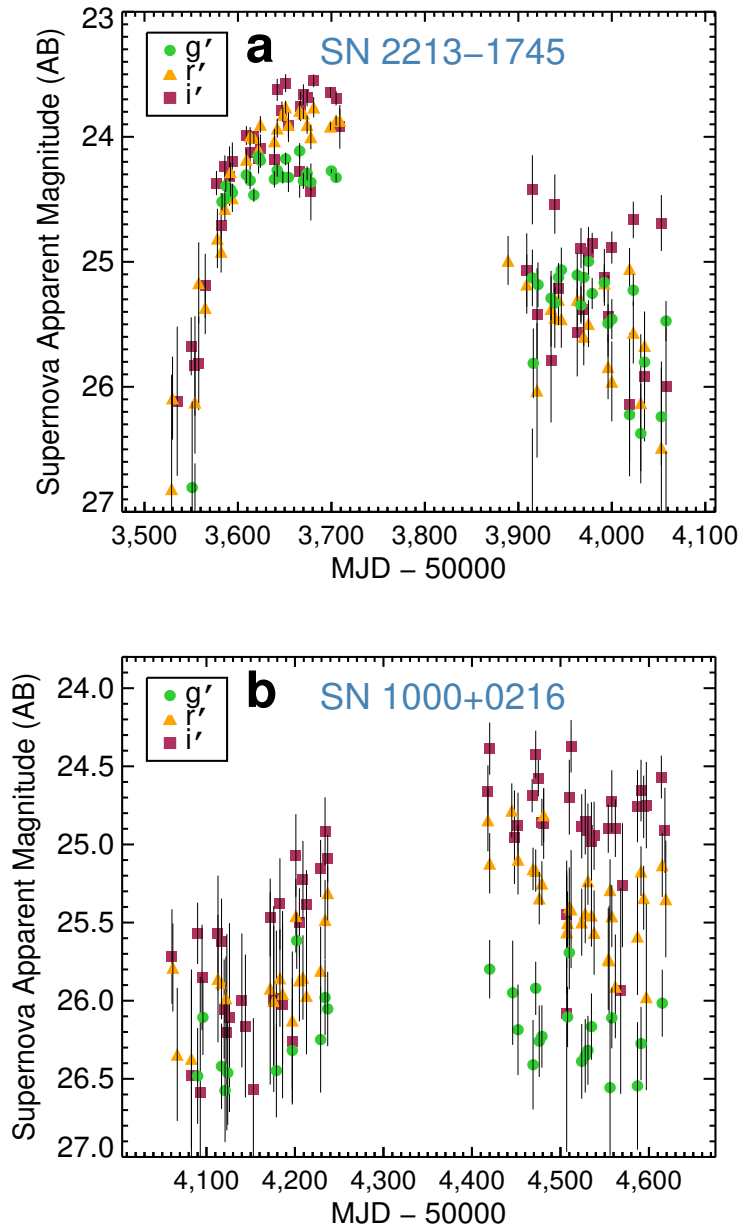 a SN 2213−1745
g′
r′
i′
23
24
25
26
27
Supernova Apparent Magnitude (AB)
3,500 3,600 3,700 3,800 3,900 4,000 4,100
MJD − 50000
b SN 1000+0216
g′
r′
i′
24.0
24.5
25.0
25.5
26.0
26.5
27.0
Supernova Apparent Magnitude (AB)
4,100 4,200 4,300 4,400 4,500 4,600
MJD − 50000